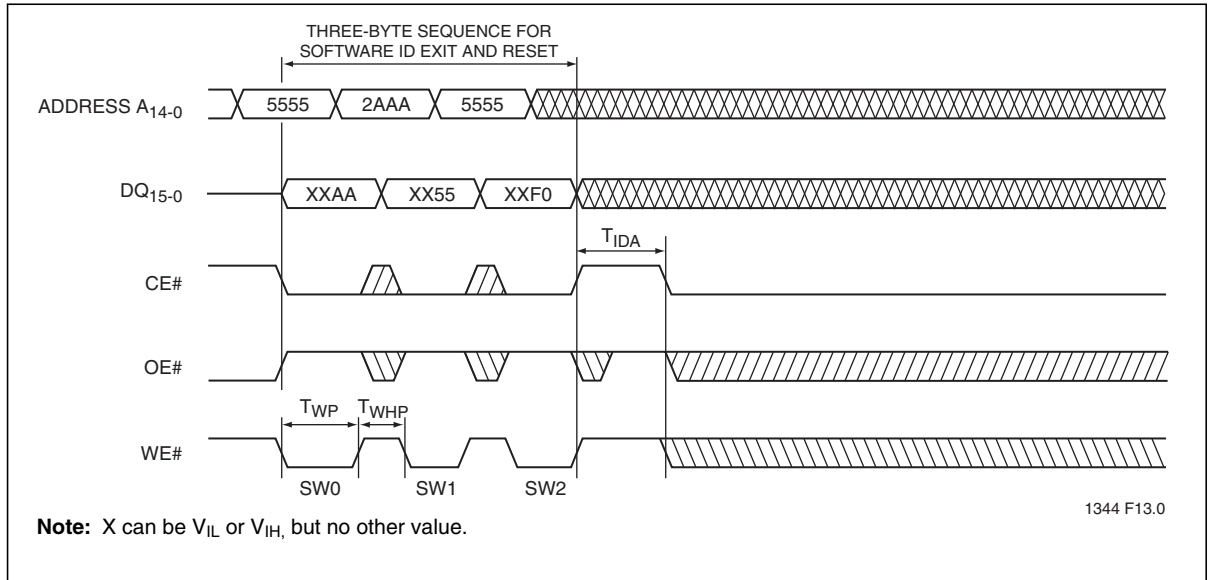 THREE-BYTE SEQUENCE FOR
SOFTWARE ID EXIT AND RESET
ADDRESS A14-0
5555
2AAA
5555
DQ15-0
XXAA
XX55
XXF0
TIDA
CE#
OE#
TWP
TWHP
WE#
SW0
SW1
SW2
1344 F13.0
Note: X can be VIL or VIH, but no other value.